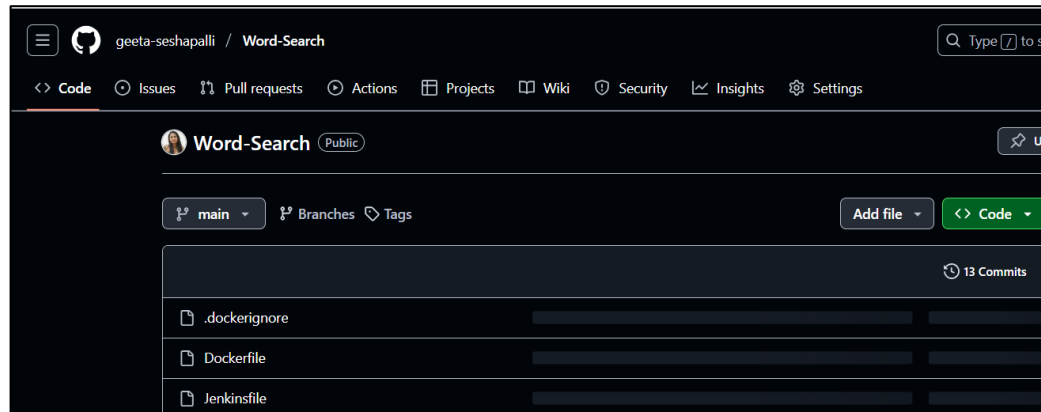 geeta-seshapalli / Word-Search
Type / to
Code Issues Pull requests Actions Projects Wiki Security Insights Settings
Word-Search Public
main Branches Tags Add file Code
13 Commits
.dockerignore
Dockerfile
Jenkinsfile